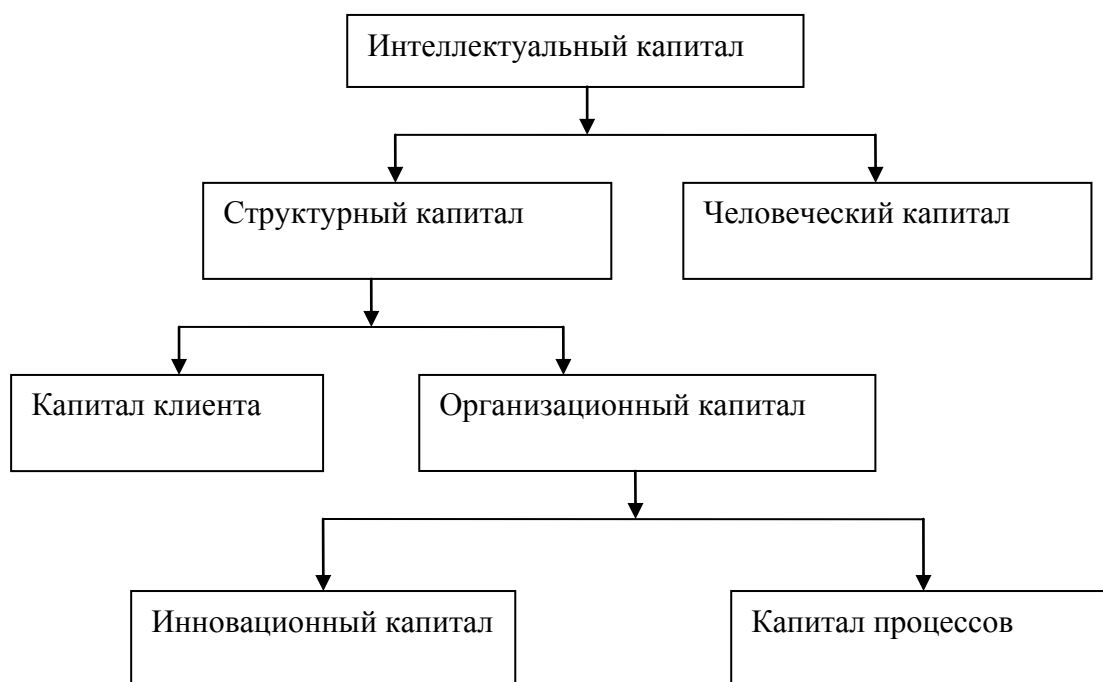 Интеллектуальный капитал
Структурный капитал
Человеческий капитал
Капитал клиента
Организационный капитал
Инновационный капитал
Капитал процессов